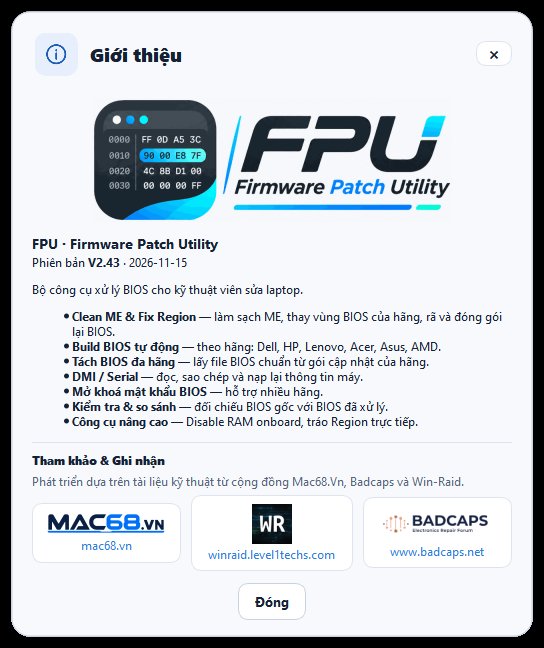 Giới thiệu
×
0000 FF 0D A5 3C
0010 90 00 E8 7F
0020 4C 8B D1 00
0030 00 00 00 FF
FPU
Firmware Patch Utility
FPU · Firmware Patch Utility
Phiên bản V2.43 · 2026-11-15
Bộ công cụ xử lý BIOS cho kỹ thuật viên sửa laptop.
• Clean ME & Fix Region — làm sạch ME, thay vùng BIOS của hãng, rã và đóng gói
lại BIOS.
• Build BIOS tự động — theo hãng: Dell, HP, Lenovo, Acer, Asus, AMD.
• Tách BIOS đa hãng — lấy file BIOS chuẩn từ gói cập nhật của hãng.
• DMI / Serial — đọc, sao chép và nạp lại thông tin máy.
• Mở khoá mật khẩu BIOS — hỗ trợ nhiều hãng.
• Kiểm tra & so sánh — đối chiếu BIOS gốc với BIOS đã xử lý.
• Công cụ nâng cao — Disable RAM onboard, tráo Region trực tiếp.
Tham khảo & Ghi nhận
Phát triển dựa trên tài liệu kỹ thuật từ cộng đồng Mac68.Vn, Badcaps và Win-Raid.
MAC68.VN
mac68.vn
WR
winraid.level1techs.com
BADCAPS
Electronics Repair Forum
www.badcaps.net
Đóng